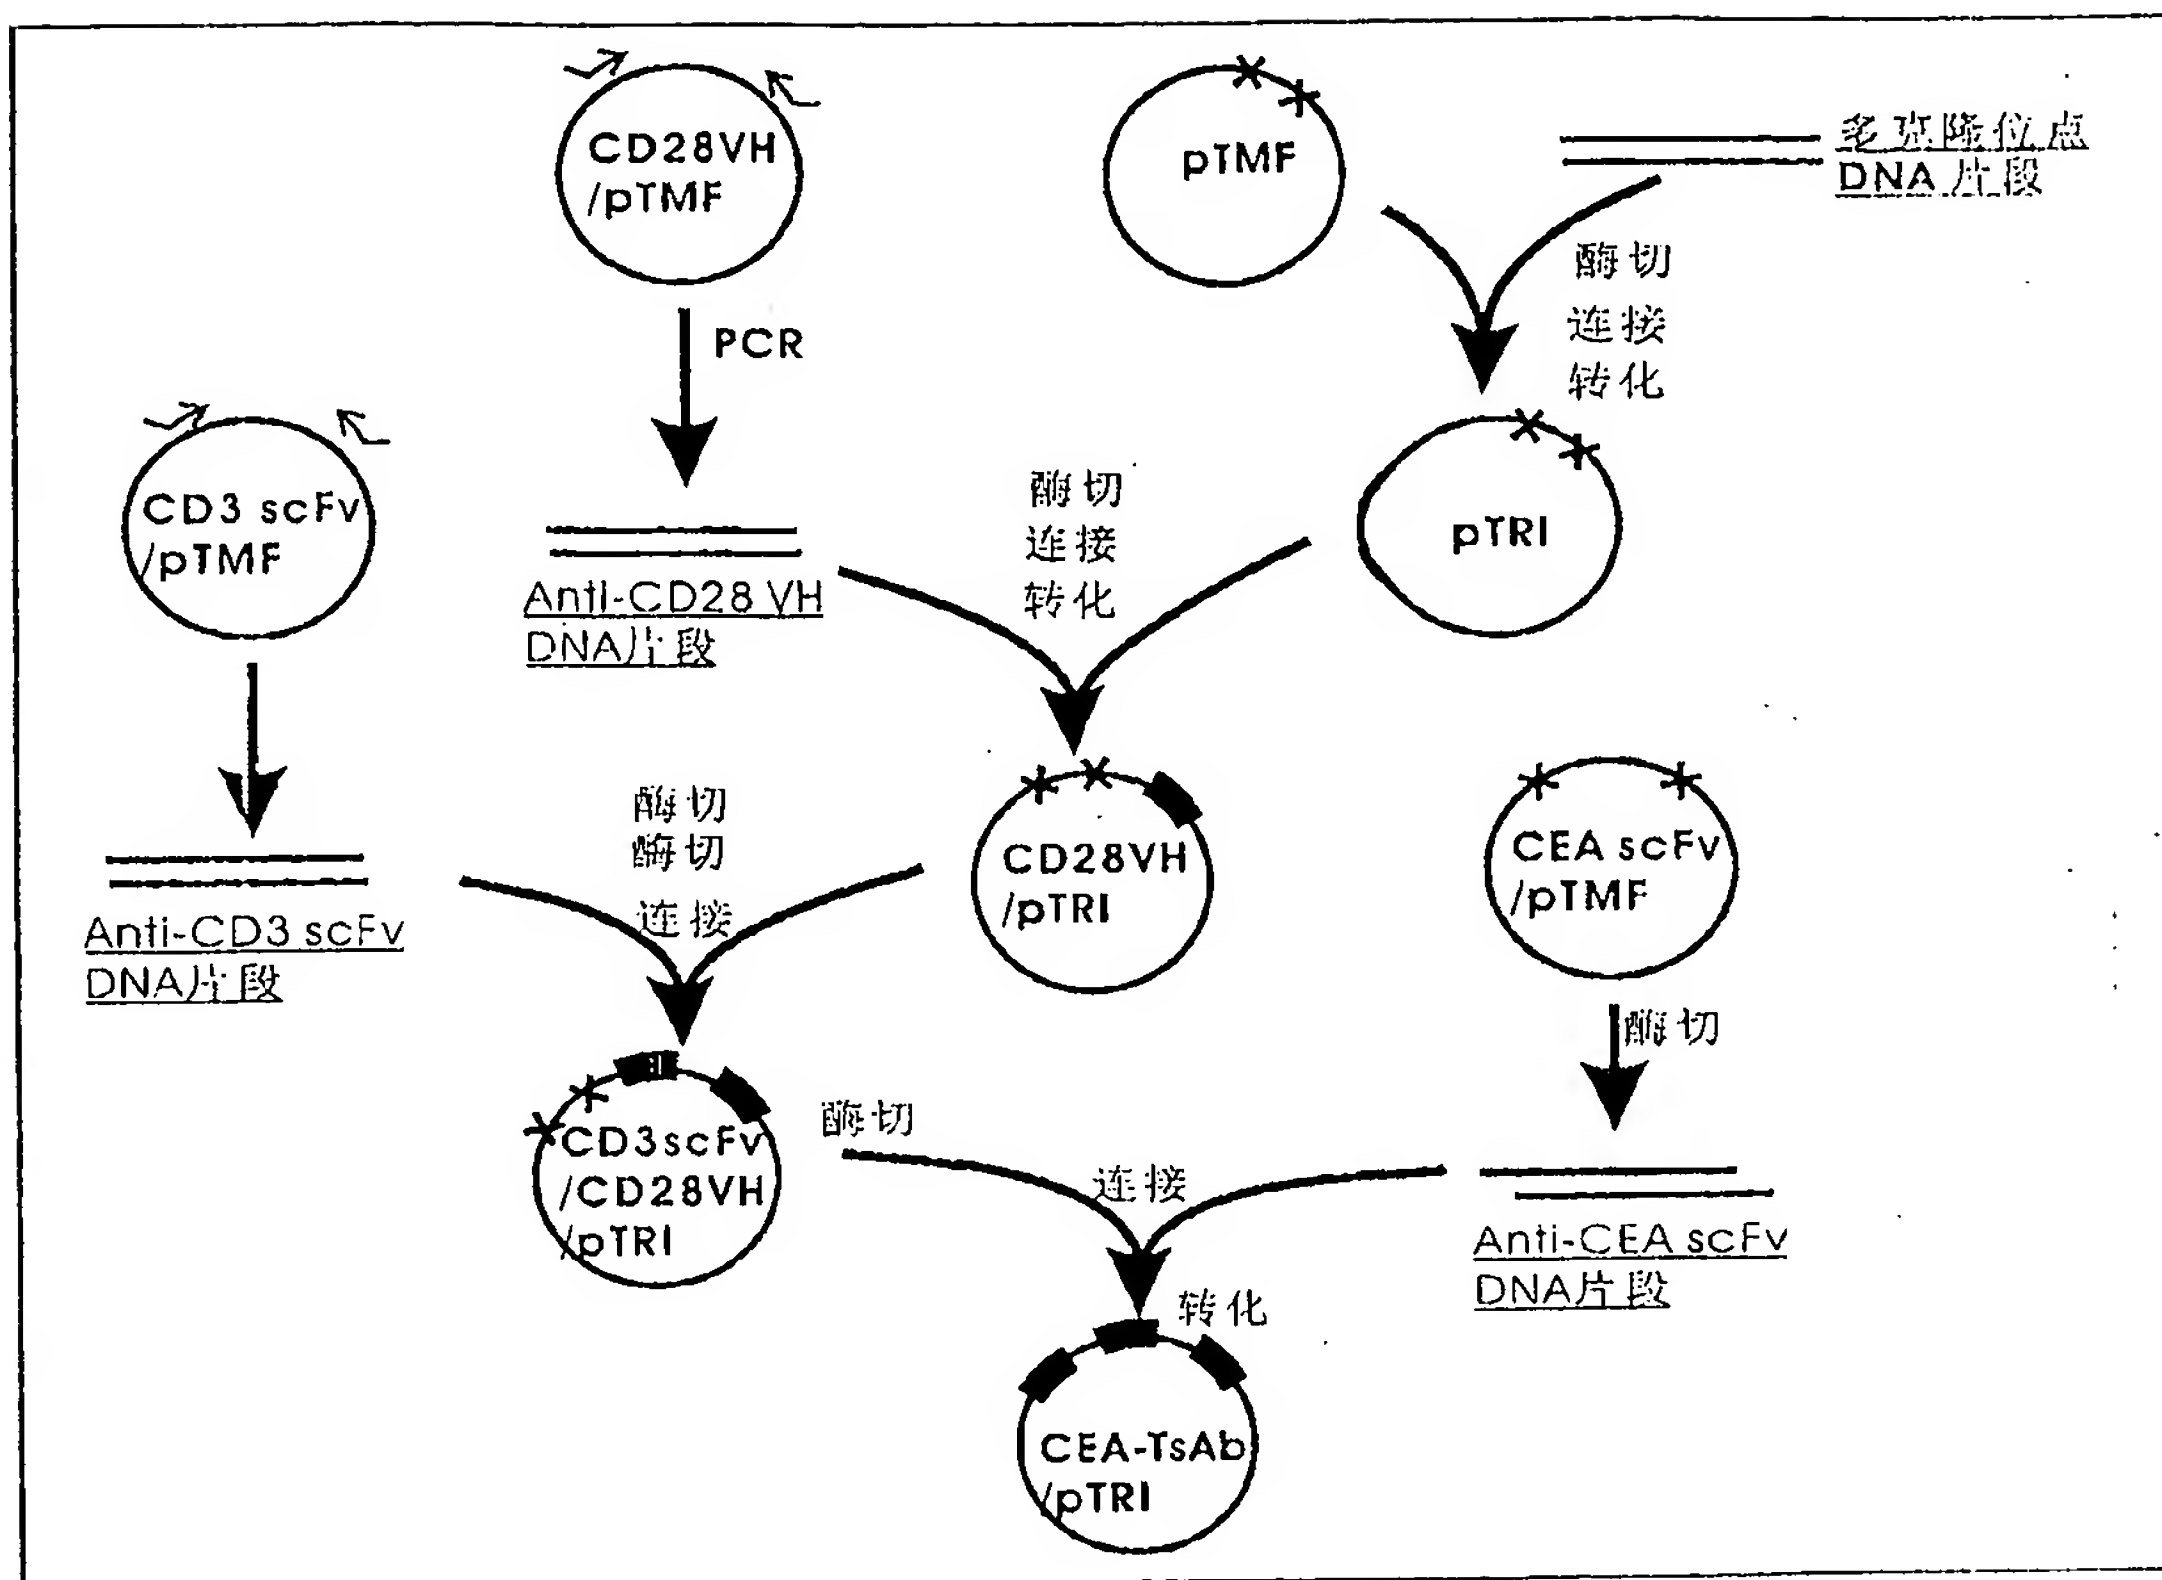 CD28VH
/pTMF
pTMF
多克隆位点
DNA 片段
酶切
连接
转化
PCR
CD3 scFv
/pTMF
Anti-CD28 VH
DNA片段
酶切
连接
转化
pTRI
Anti-CD3 scFv
DNA片段
酶切
酶切
连接
CD28VH
/pTRI
CEA scFv
/pTMF
酶切
CD3scFv
/CD28VH
/pTRI
酶切
连接
转化
Anti-CEA scFv
DNA片段
CEA-TsAb
/pTRI